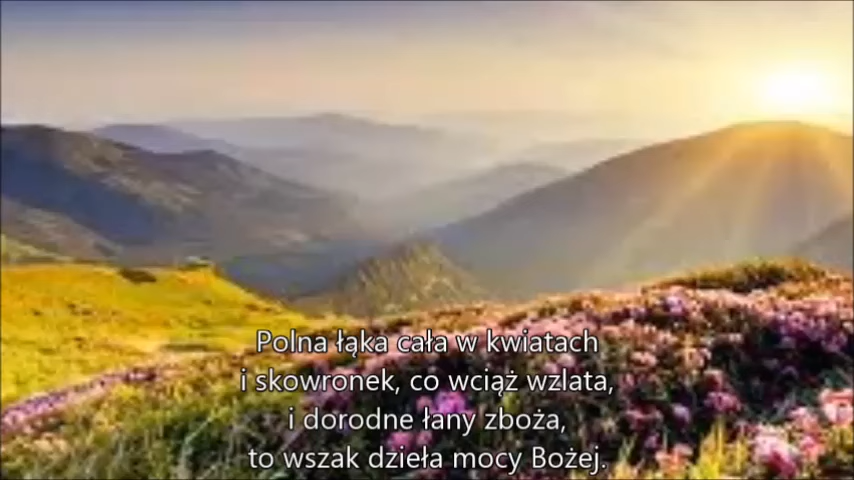 Polna łąka cała w kwiatach
i skowronek, co wciąż wzlata,
i dorodne łany zboża,
to wszak dzieła mocy Bożej.